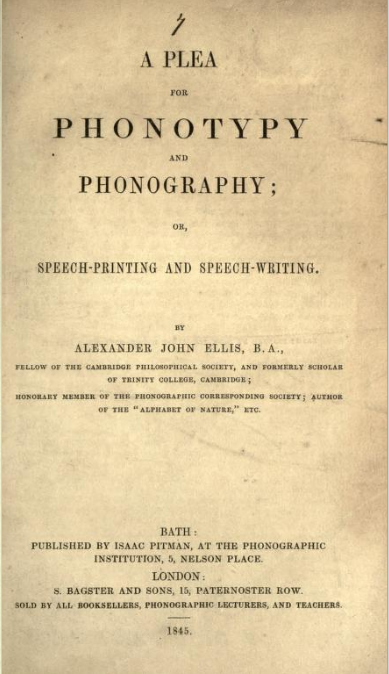 A PLEA
FOR
PHONOTYPY
AND
PHONOGRAPHY;
OR,
SPEECH-PRINTING AND SPEECH-WRITING.
BY
ALEXANDER JOHN ELLIS, B.A.,
FELLOW OF THE CAMBRIDGE PHILOSOPHICAL SOCIETY, AND FORMERLY SCHOLAR
OF TRINITY COLLEGE, CAMBRIDGE;
HONORARY MEMBER OF THE PHONOGRAPHIC CORRESPONDING SOCIETY; AUTHOR
OF THE "ALPHABET OF NATURE," ETC.
BATH:
PUBLISHED BY ISAAC PITMAN, AT THE PHONOGRAPHIC
INSTITUTION, 5, NELSON PLACE.
LONDON:
S. BAGSTER AND SONS, 15, PATERNOSTER ROW.
SOLD BY ALL BOOKSELLERS, PHONOGRAPHIC LECTURERS, AND TEACHERS.
1845.